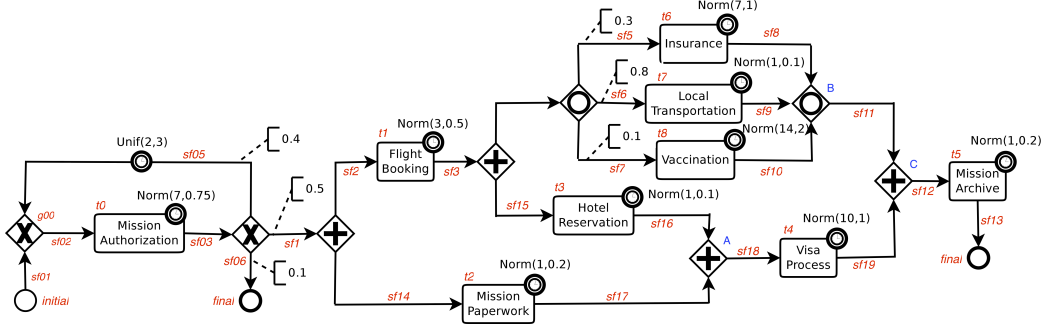 Norm(7,1)
0.3
t6
sf5
Insurance
sf8
0.8
Norm(1,0.1)
t7
B
sf6
Local
Transportation
sf9
sf11
Norm(3,0.5)
0.1
Norm(14,2)
t1
t8
Unif(2,3)
0.4
Flight
Booking
Vaccination
Norm(1,0.2)
sf05
sf2
sf3
sf7
sf10
t5
C
Mission
Archive
Norm(7,0.75)
0.5
t3
Norm(1,0.1)
sf12
t0
sf15
Hotel
Reservation
sf16
Norm(10,1)
g00
X
Mission
Authorization
X
sf13
sf02
sf03
sf1
A
t4
sf06
Visa
Process
sf18
sf19
final
0.1
Norm(1,0.2)
sf01
t2
initial
final
sf14
Mission
Paperwork
sf17